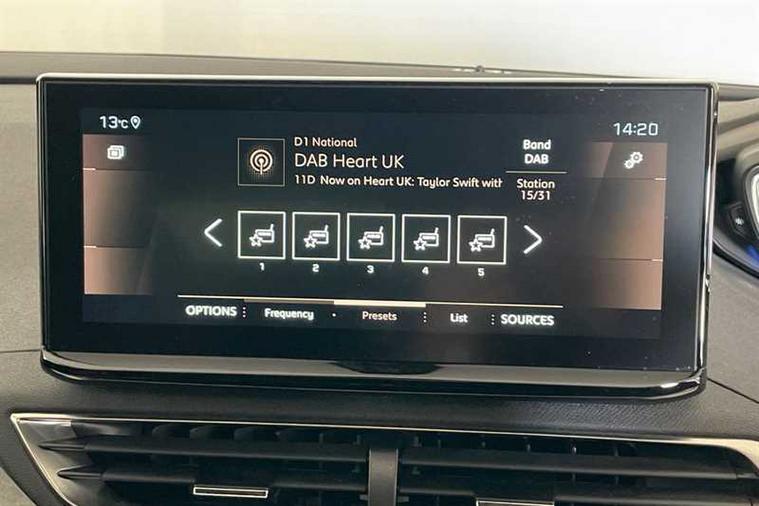 13°C
14:20
D1 National
DAB Heart UK
11D Now on Heart UK: Taylor Swift with
Band
DAB
Station
15/31
1 2 3 4 5
OPTIONS Frequency Presets List SOURCES